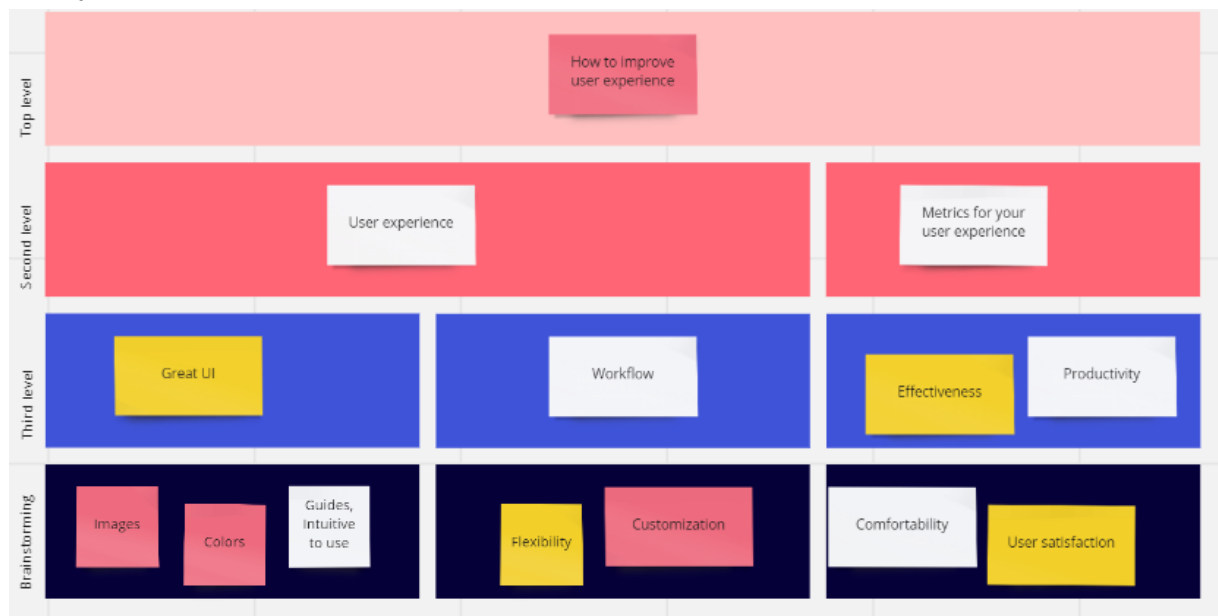 Top level
How to improve
user experience
Second level
User experience
Metrics for your
user experience
Third level
Great UI
Workflow
Effectiveness
Productivity
Brainstorming
Images
Colors
Guides,
Intuitive
to use
Flexibility
Customization
Comfortability
User satisfaction